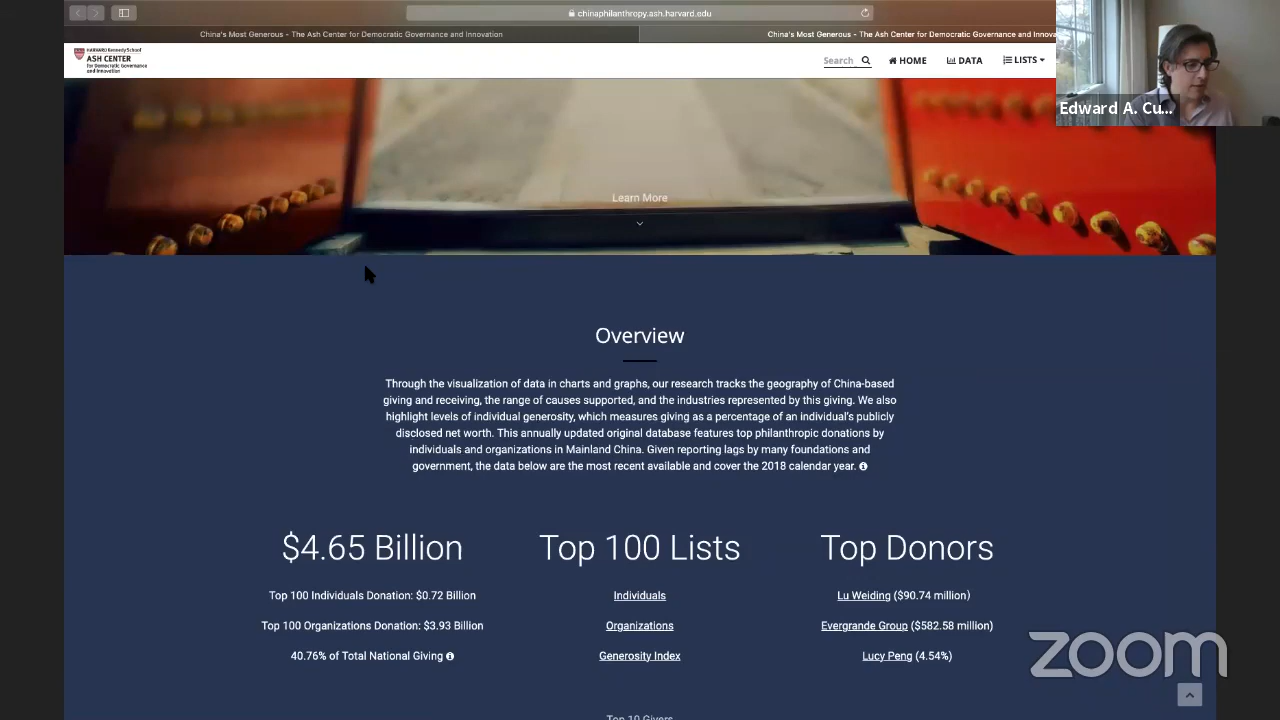 chinaphilanthropy.ash.harvard.edu
China's Most Generous - The Ash Center for Democratic Governance and Innovation
China's Most Generous - The Ash Center for Democratic Governance and Innova
HARVARD Kennedy School
ASH CENTER
for Democratic Governance
and Innovation
Search
HOME
DATA
LISTS
Edward A. Cu...
Learn More
Overview
Through the visualization of data in charts and graphs, our research tracks the geography of China-based
giving and receiving, the range of causes supported, and the industries represented by this giving. We also
highlight levels of individual generosity, which measures giving as a percentage of an individual's publicly
disclosed net worth. This annually updated original database features top philanthropic donations by
individuals and organizations in Mainland China. Given reporting lags by many foundations and
government, the data below are the most recent available and cover the 2018 calendar year.
$4.65 Billion
Top 100 Individuals Donation: $0.72 Billion
Top 100 Organizations Donation: $3.93 Billion
40.76% of Total National Giving
Top 100 Lists
Individuals
Organizations
Generosity Index
Top Donors
Lu Weiding ($90.74 million)
Evergrande Group ($582.58 million)
Lucy Peng (4.54%)
zoom
Top 10 Givers